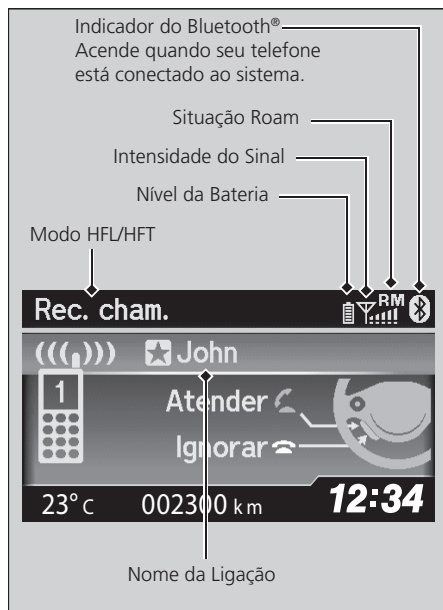 Indicador do Bluetooth®
Acende quando seu telefone
está conectado ao sistema.
Situação Roam
Intensidade do Sinal
Nível da Bateria
Modo HFL/HFT
Rec. cham.
RM
John
1
Atender
Ignorar
23° c 002300 km 12:34
Nome da Ligação